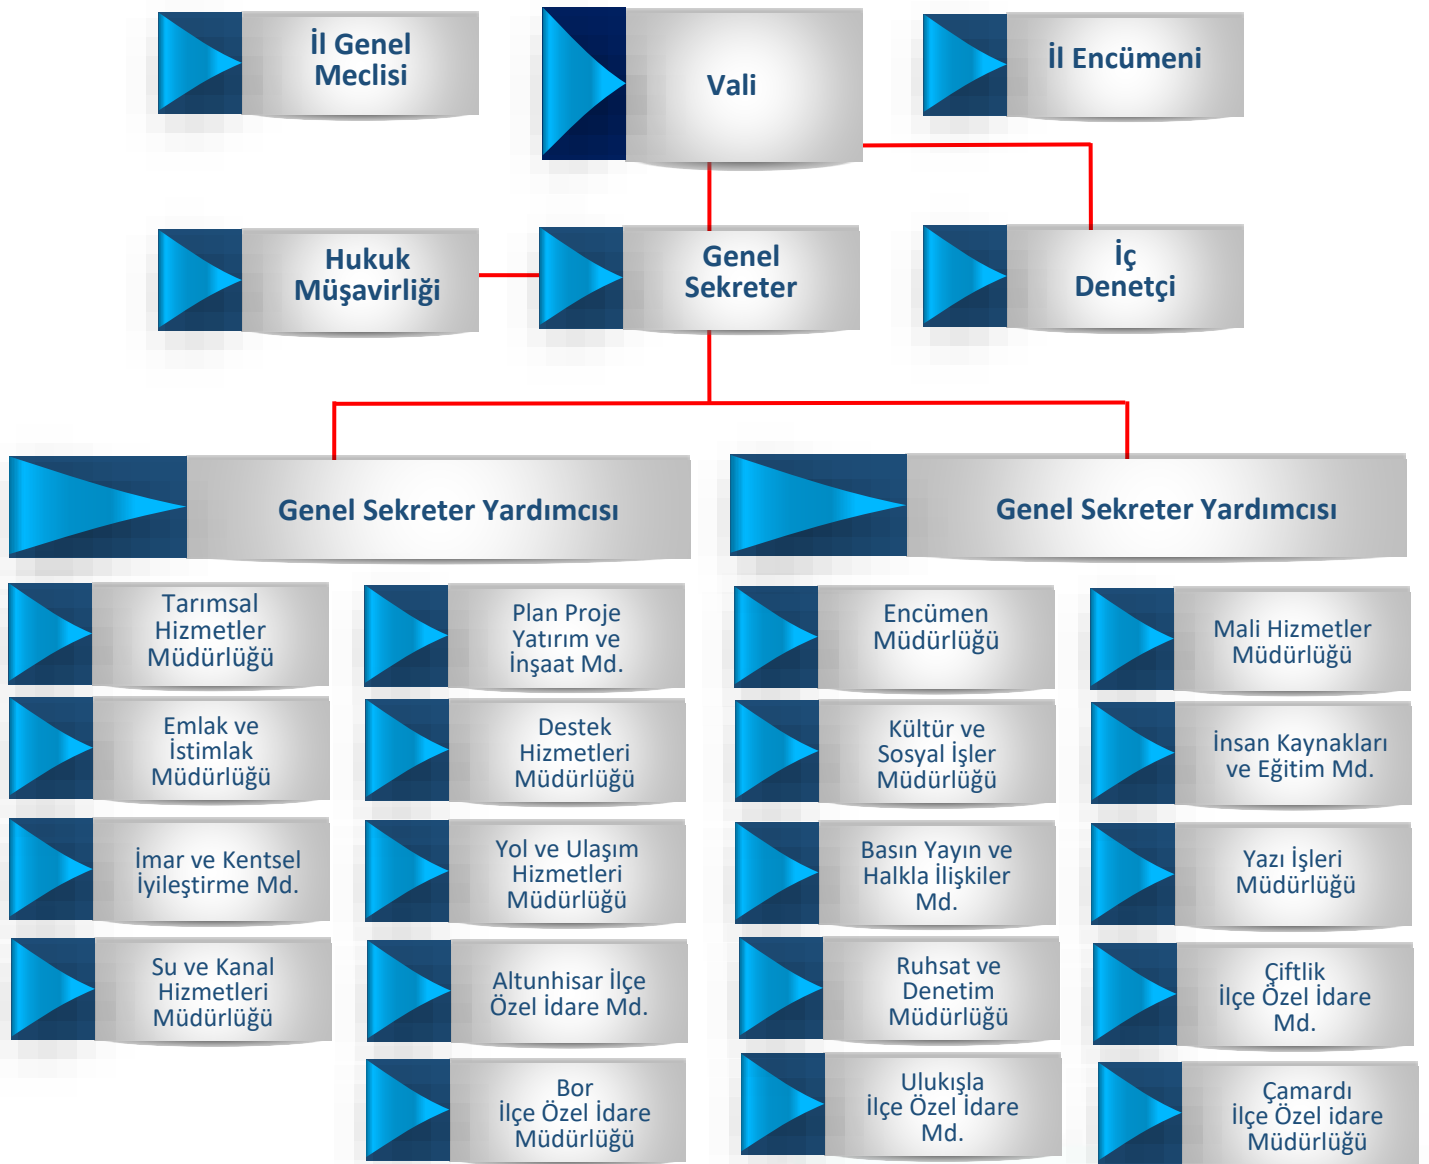 İl Genel
Meclisi
Vali
İl Encümeni
Hukuk
Müşavirliği
Genel
Sekreter
İç
Denetçi
Genel Sekreter Yardımcısı
Genel Sekreter Yardımcısı
Tarımsal
Hizmetler
Müdürlüğü
Plan Proje
Yatırım ve
İnşaat Md.
Encümen
Müdürlüğü
Mali Hizmetler
Müdürlüğü
Emlak ve
İstimlak
Müdürlüğü
Destek
Hizmetleri
Müdürlüğü
Kültür ve
Sosyal İşler
Müdürlüğü
İnsan Kaynakları
ve Eğitim Md.
İmar ve Kentsel
İyileştirme Md.
Yol ve Ulaşım
Hizmetleri
Müdürlüğü
Basın Yayın ve
Halkla İlişkiler
Md.
Yazı İşleri
Müdürlüğü
Su ve Kanal
Hizmetleri
Müdürlüğü
Altunhisar İlçe
Özel İdare Md.
Ruhsat ve
Denetim
Müdürlüğü
Çiftlik
İlçe Özel İdare
Md.
Bor
İlçe Özel İdare
Müdürlüğü
Ulukışla
İlçe Özel İdare
Md.
Çamardı
İlçe Özel idare
Müdürlüğü